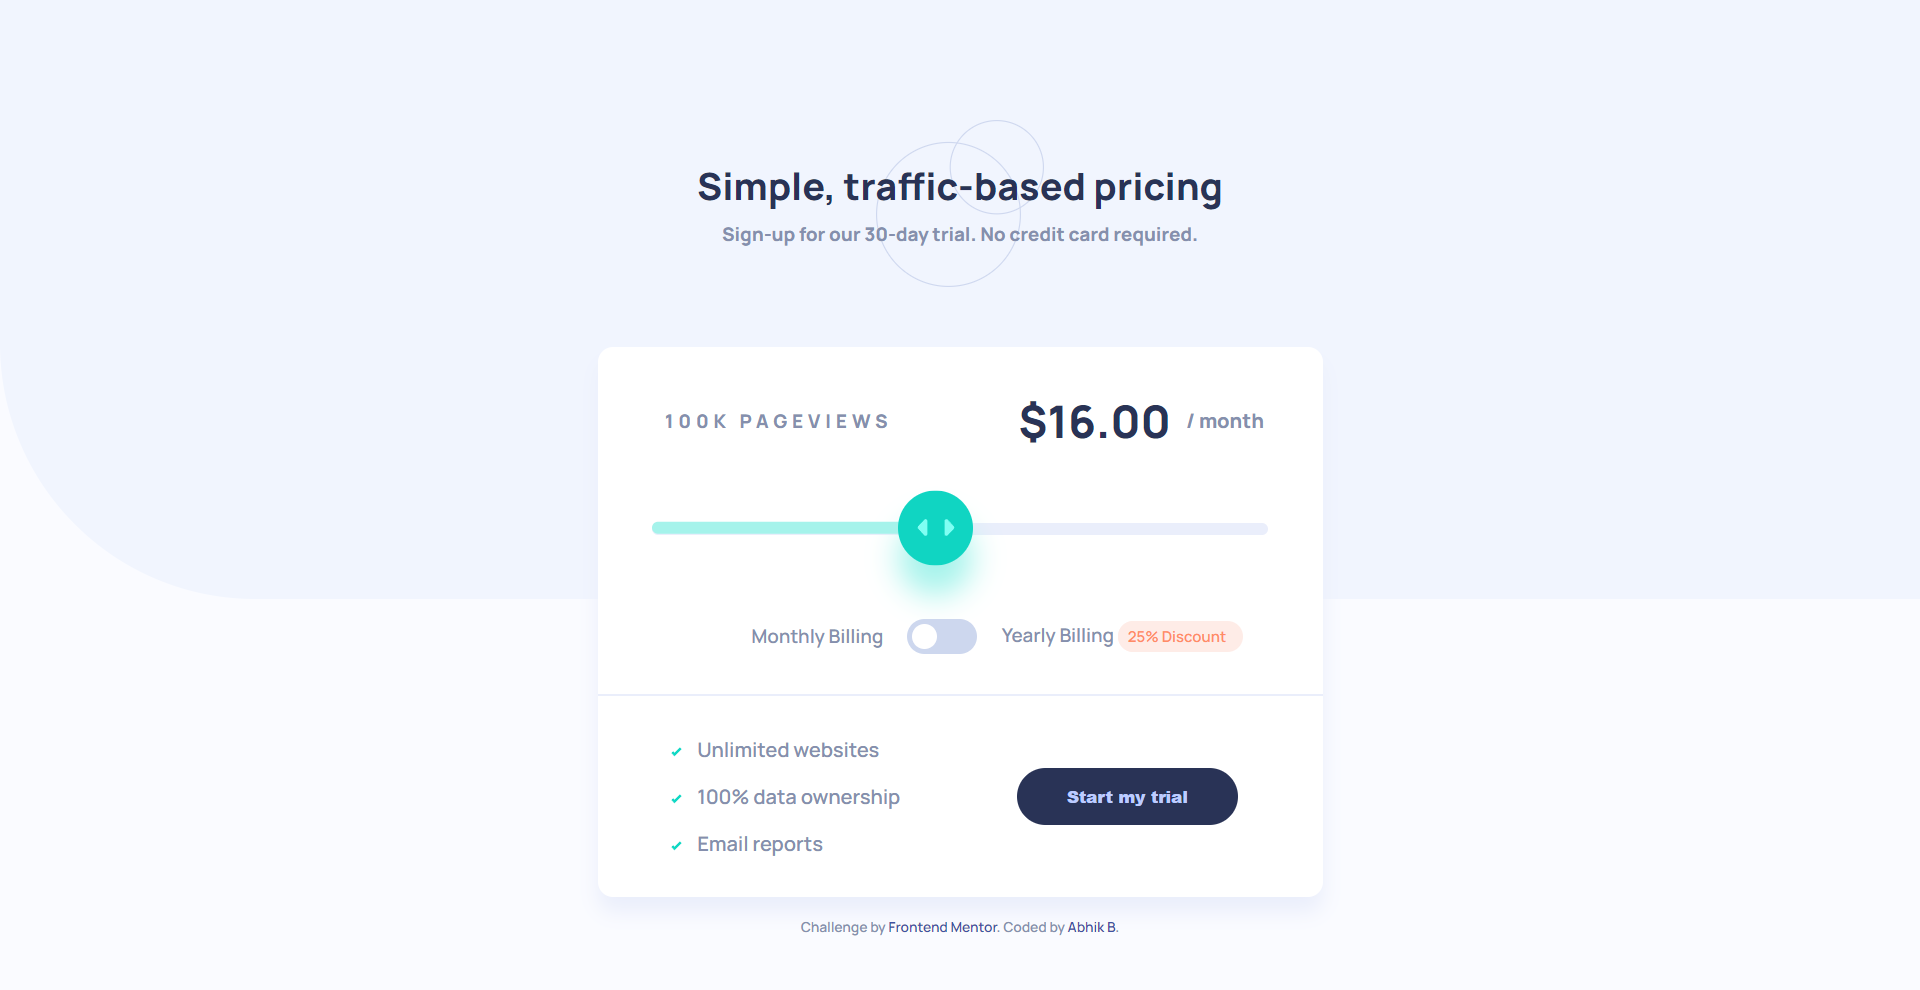 Simple, traffic-based pricing
Sign-up for our 30-day trial. No credit card required.
100K PAGEVIEWS
$16.00 / month
Monthly Billing
Yearly Billing 25% Discount
Unlimited websites
100% data ownership
Email reports
Start my trial
Challenge by Frontend Mentor. Coded by Abhik B.